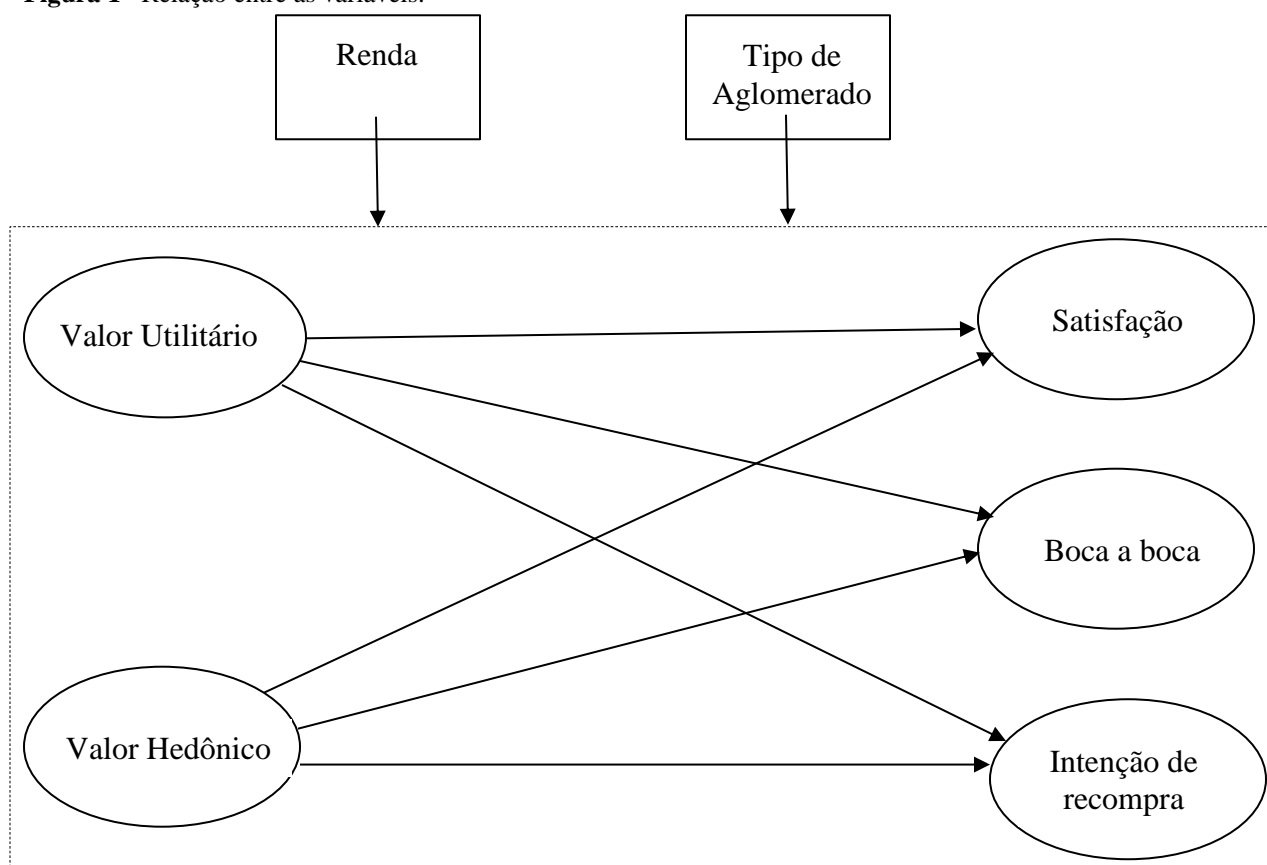 Figura 1 - Relação entre as variáveis.
Renda
Tipo de
Aglomerado
Valor Utilitário
Satisfação
Boca a boca
Valor Hedônico
Intenção de
recompra